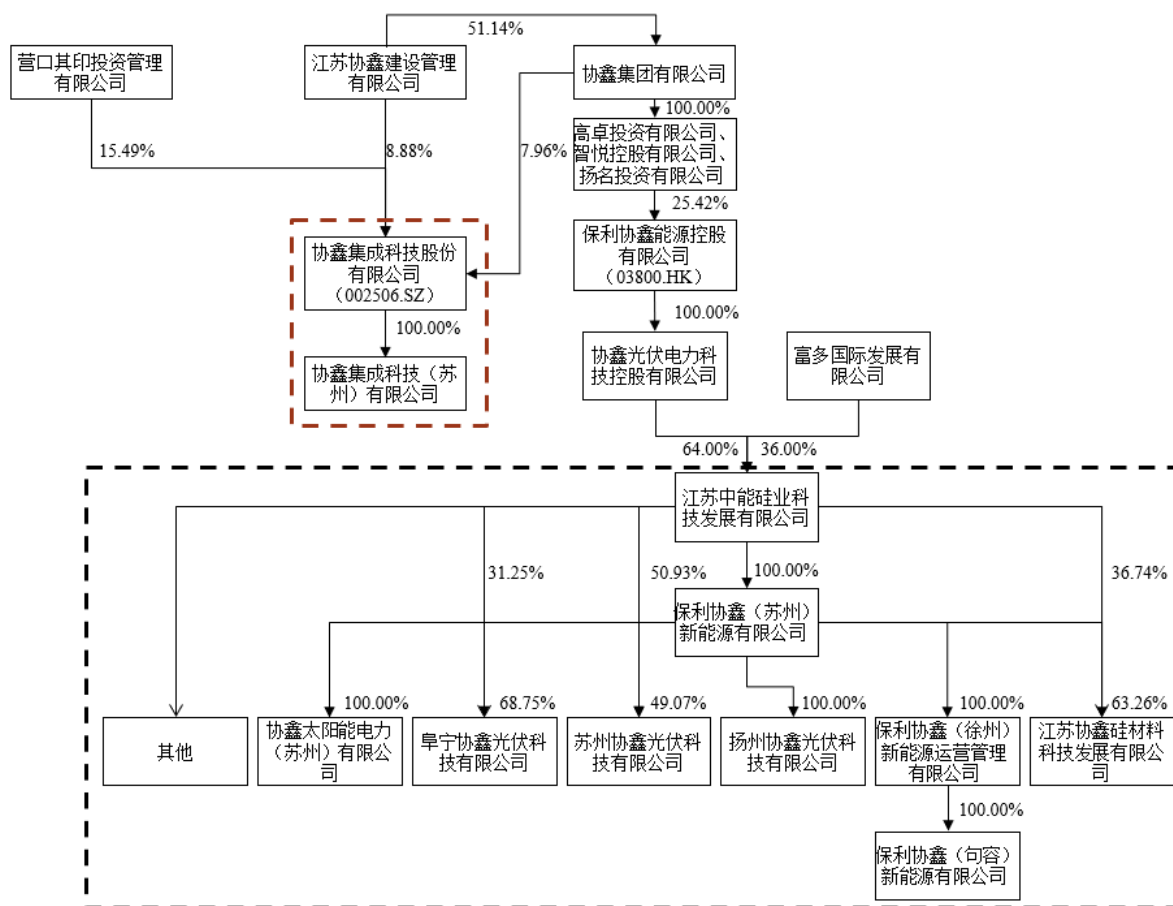 51.14%
营口其印投资管理
有限公司
江苏协鑫建设管理
有限公司
协鑫集团有限公司
100.00%
15.49%
8.88%
7.96%
高卓投资有限公司、
智悦控股有限公司、
扬名投资有限公司
25.42%
协鑫集成科技股份
有限公司
（002506.SZ）
保利协鑫能源控股
有限公司
（03800.HK）
100.00%
100.00%
协鑫集成科技（苏
州）有限公司
协鑫光伏电力科
技控股有限公司
富多国际发展有
限公司
64.00%
36.00%
江苏中能硅业科
技发展有限公司
31.25%
50.93%
100.00%
36.74%
保利协鑫（苏州）
新能源有限公司
100.00%
68.75%
49.07%
100.00%
100.00%
63.26%
其他
协鑫太阳能电力
（苏州）有限公
司
阜宁协鑫光伏科
技有限公司
苏州协鑫光伏科
技有限公司
扬州协鑫光伏科
技有限公司
保利协鑫（徐州）
新能源运营管理
有限公司
江苏协鑫硅材料
科技发展有限公
司
100.00%
保利协鑫（句容）
新能源有限公司